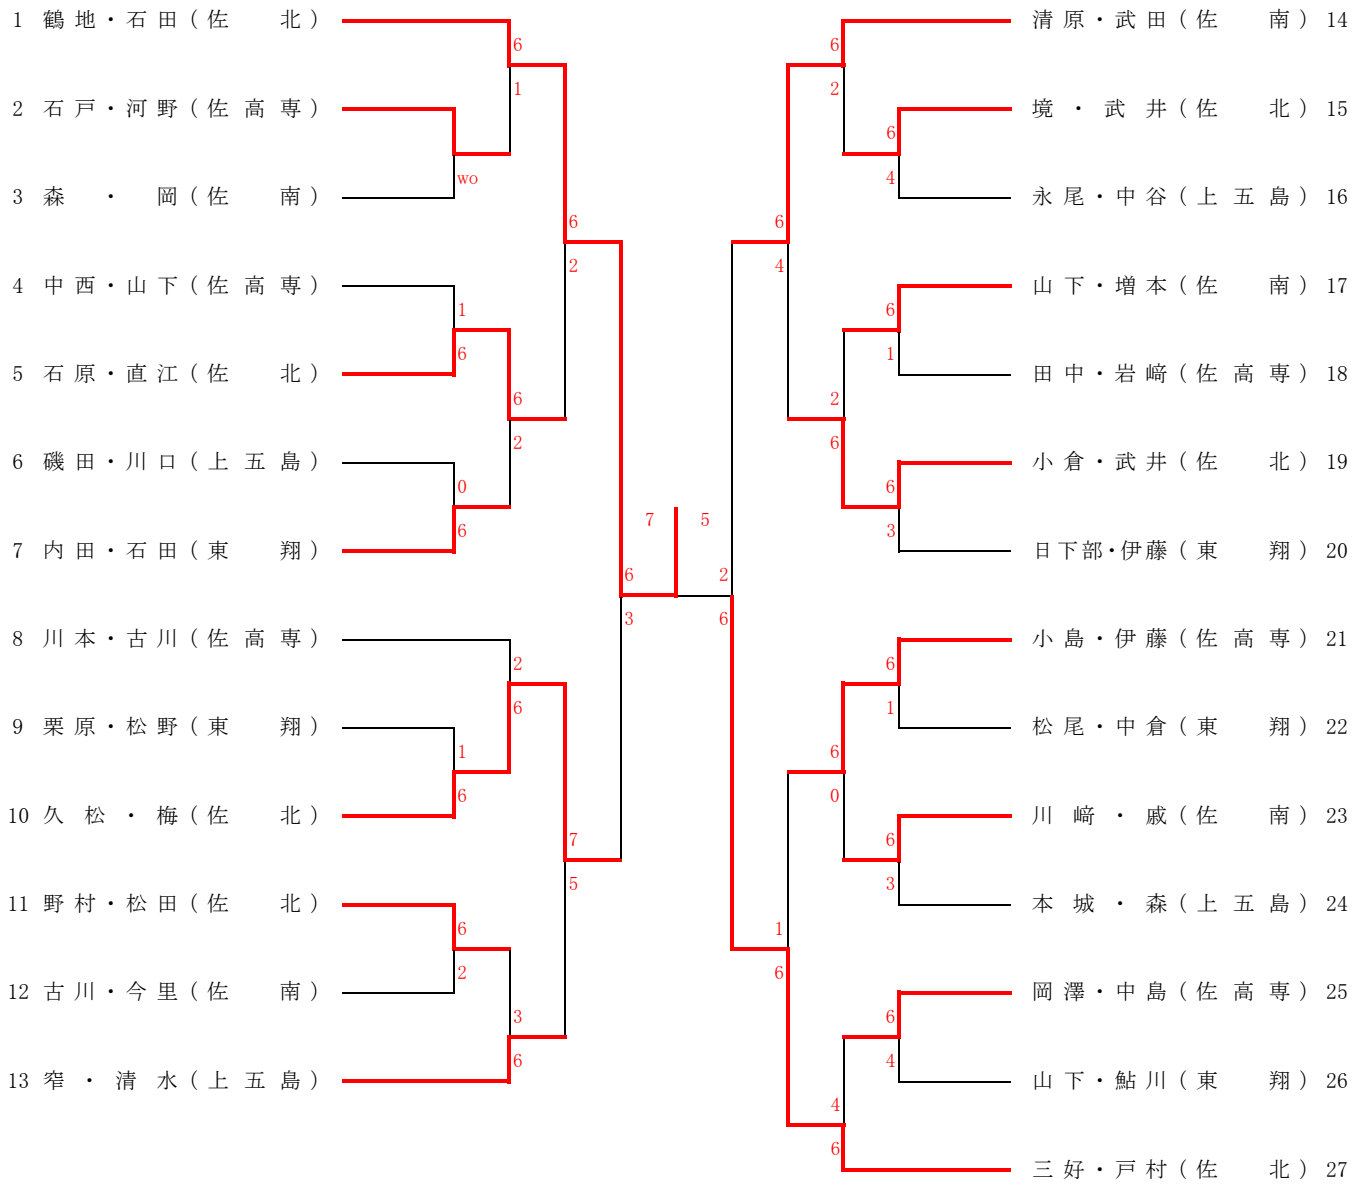 1 鶴地・石田(佐 北)
2 石戸・河野(佐高専)
3 森・岡(佐 南)
4 中西・山下(佐高専)
5 石原・直江(佐 北)
6 磯田・川口(上五島)
7 内田・石田(東 翔)
8 川本・古川(佐高専)
9 栗原・松野(東 翔)
10 久松・梅(佐 北)
11 野村・松田(佐 北)
12 古川・今里(佐 南)
13 窄・清水(上五島)
6
1
wo
6
2
1
6
6
2
0
6
7
5
6
3
2
6
1
6
7
5
6
2
3
6
2
6
6
2
6
4
6
4
6
1
2
6
6
3
6
1
6
0
6
3
1
6
6
4
4
6
清原・武田(佐 南) 14
境・武井(佐 北) 15
永尾・中谷(上五島) 16
山下・増本(佐 南) 17
田中・岩﨑(佐高専) 18
小倉・武井(佐 北) 19
日下部・伊藤(東 翔) 20
小島・伊藤(佐高専) 21
松尾・中倉(東 翔) 22
川﨑・戚(佐 南) 23
本城・森(上五島) 24
岡澤・中島(佐高専) 25
山下・鮎川(東 翔) 26
三好・戸村(佐 北) 27